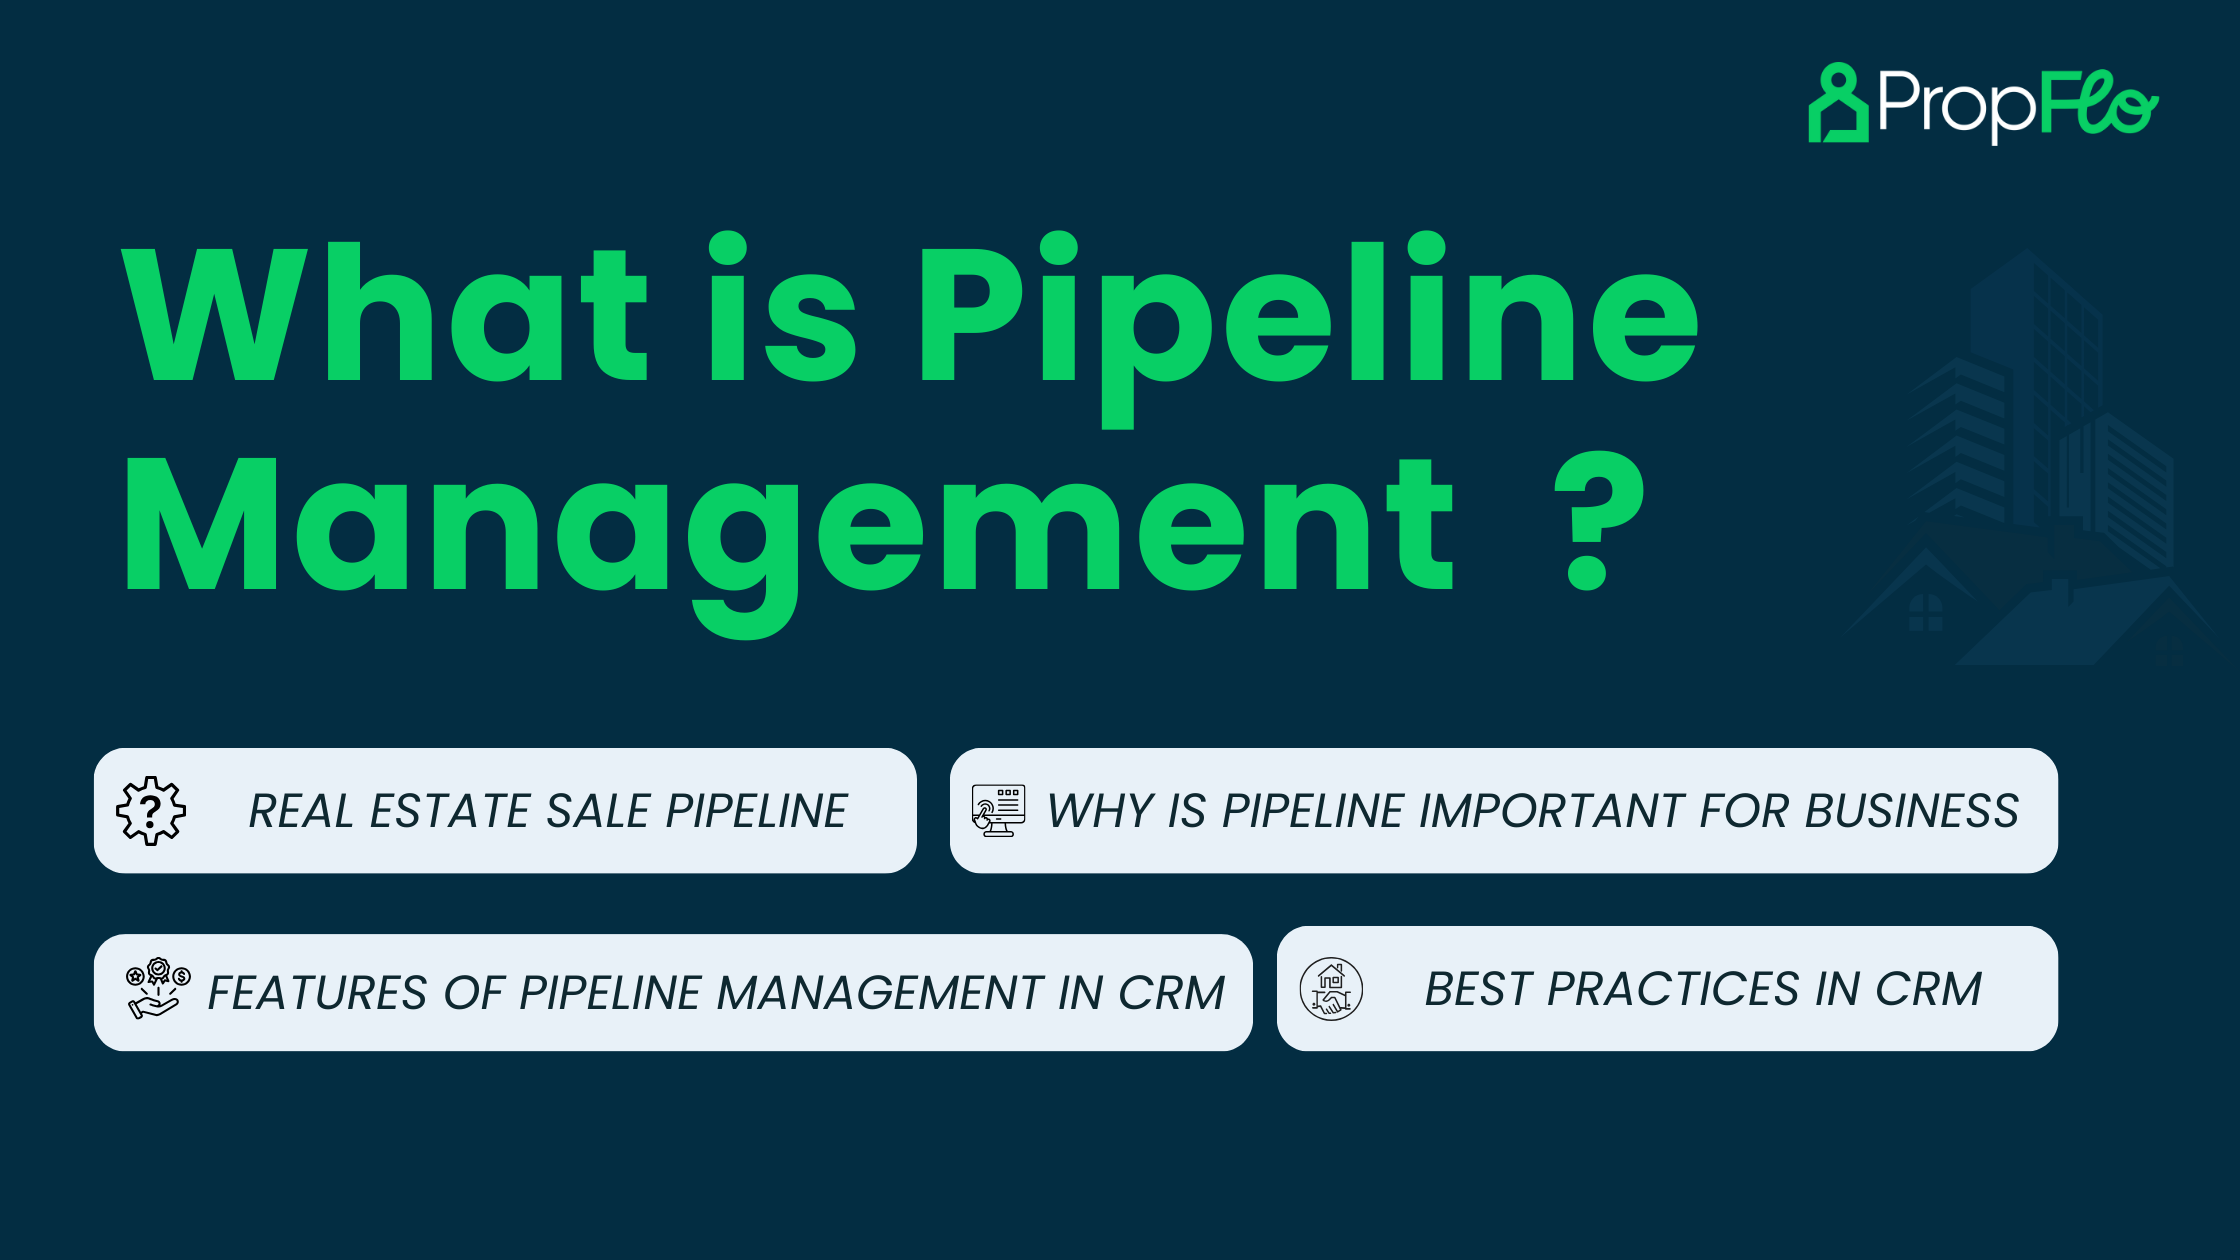 PropFlo
What is Pipeline
Management ?
REAL ESTATE SALE PIPELINE
WHY IS PIPELINE IMPORTANT FOR BUSINESS
FEATURES OF PIPELINE MANAGEMENT IN CRM
BEST PRACTICES IN CRM